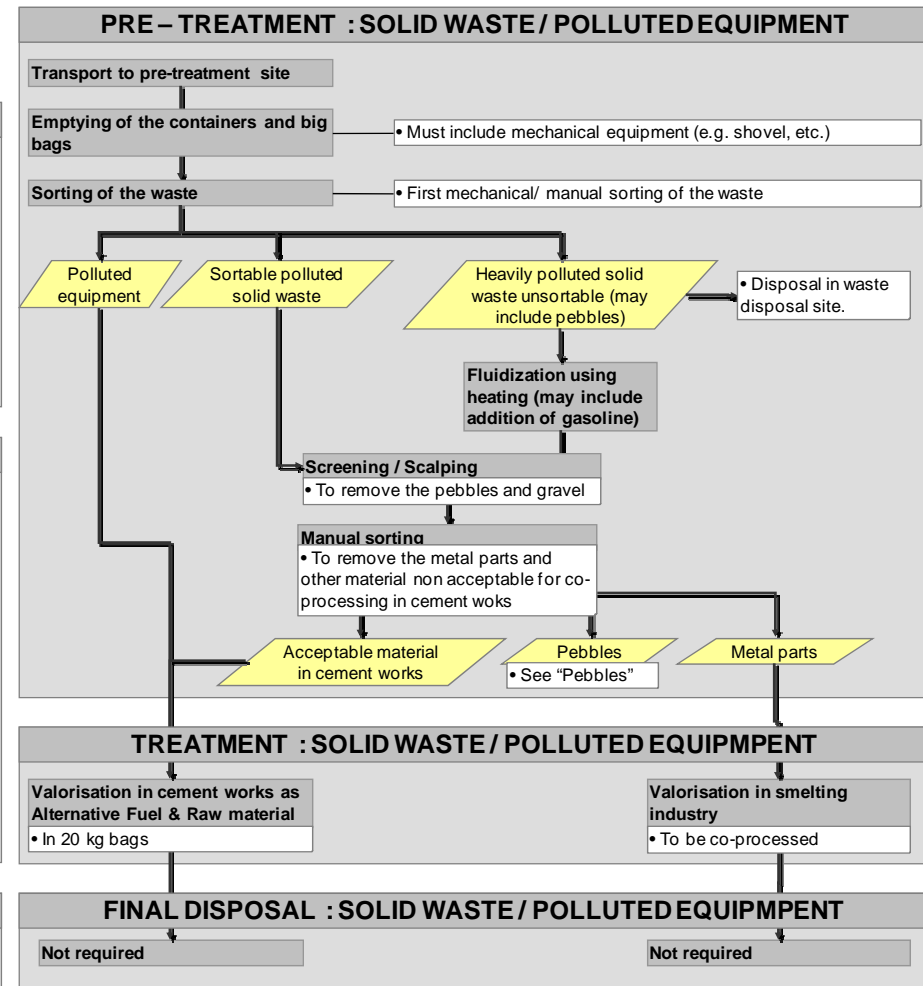 PRE – TREATMENT : SOLID WASTE / POLLUTED EQUIPMENT
Transport to pre-treatment site
Emptying of the containers and big
bags
• Must include mechanical equipment (e.g. shovel, etc.)
Sorting of the waste
• First mechanical/ manual sorting of the waste
Polluted
equipment
Sortable polluted
solid waste
Heavily polluted solid
waste unsortable (may
include pebbles)
• Disposal in waste
disposal site.
Fluidization using
heating (may include
addition of gasoline)
Screening / Scalping
• To remove the pebbles and gravel
Manual sorting
• To remove the metal parts and
other material non acceptable for co-
processing in cement woks
Acceptable material
in cement works
Pebbles
• See “Pebbles”
Metal parts
TREATMENT : SOLID WASTE / POLLUTED EQUIPMPENT
Valorisation in cement works as
Alternative Fuel & Raw material
• In 20 kg bags
Valorisation in smelting
industry
• To be co-processed
FINAL DISPOSAL : SOLID WASTE / POLLUTED EQUIPMPENT
Not required
Not required